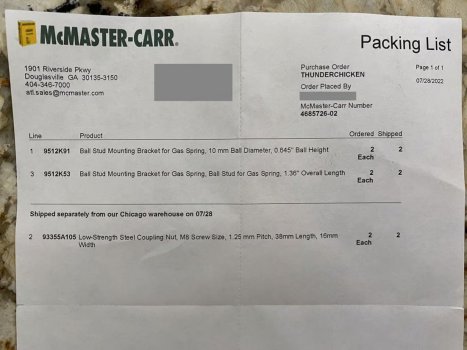 McMASTER-CARR®
Packing List
1901 Riverside Pkwy
Douglasville GA 30135-3150
404-346-7000
atl.sales@mcmaster.com
Purchase Order
THUNDERCHICKEN
Page 1 of 1
07/28/2022
Order Placed By
McMaster-Carr Number
4685726-02
Line Product Ordered Shipped
1 9512K91 Ball Stud Mounting Bracket for Gas Spring, 10 mm Ball Diameter, 0.645" Ball Height 2 2
Each
3 9512K53 Ball Stud Mounting Bracket for Gas Spring, Ball Stud for Gas Spring, 1.36" Overall Length 2 2
Each
Shipped separately from our Chicago warehouse on 07/28
2 93355A105 Low-Strength Steel Coupling Nut, M8 Screw Size, 1.25 mm Pitch, 38mm Length, 16mm 2 2
Width Each